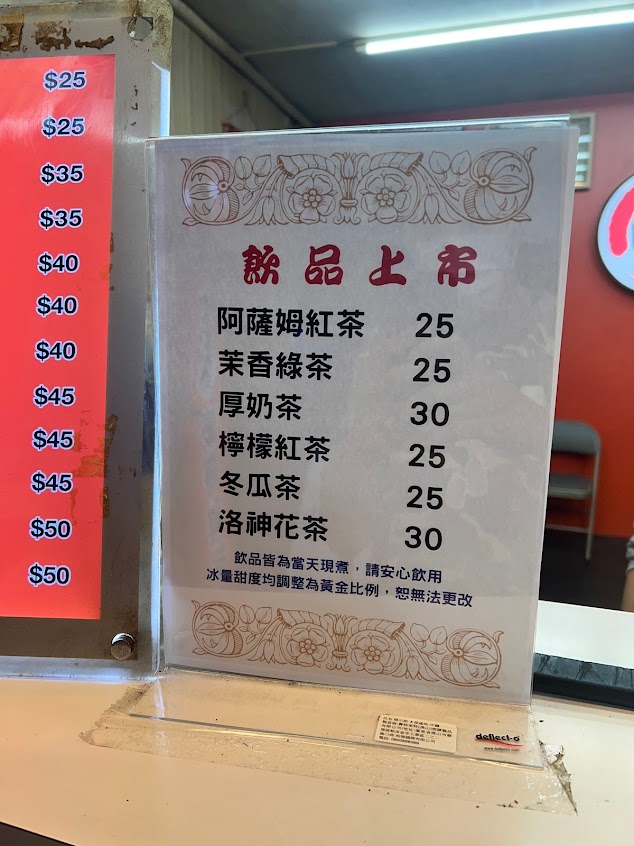 $25
$25
$35
$35
$40
$40
$40
$45
$45
$45
$50
$50
飲品上市
阿薩姆紅茶 25
茉香綠茶 25
厚奶茶 30
檸檬紅茶 25
冬瓜茶 25
洛神花茶 30
飲品皆為當天現煮，請安心飲用
冰量甜度均調整為黃金比例，恕無法更改
deflect-o